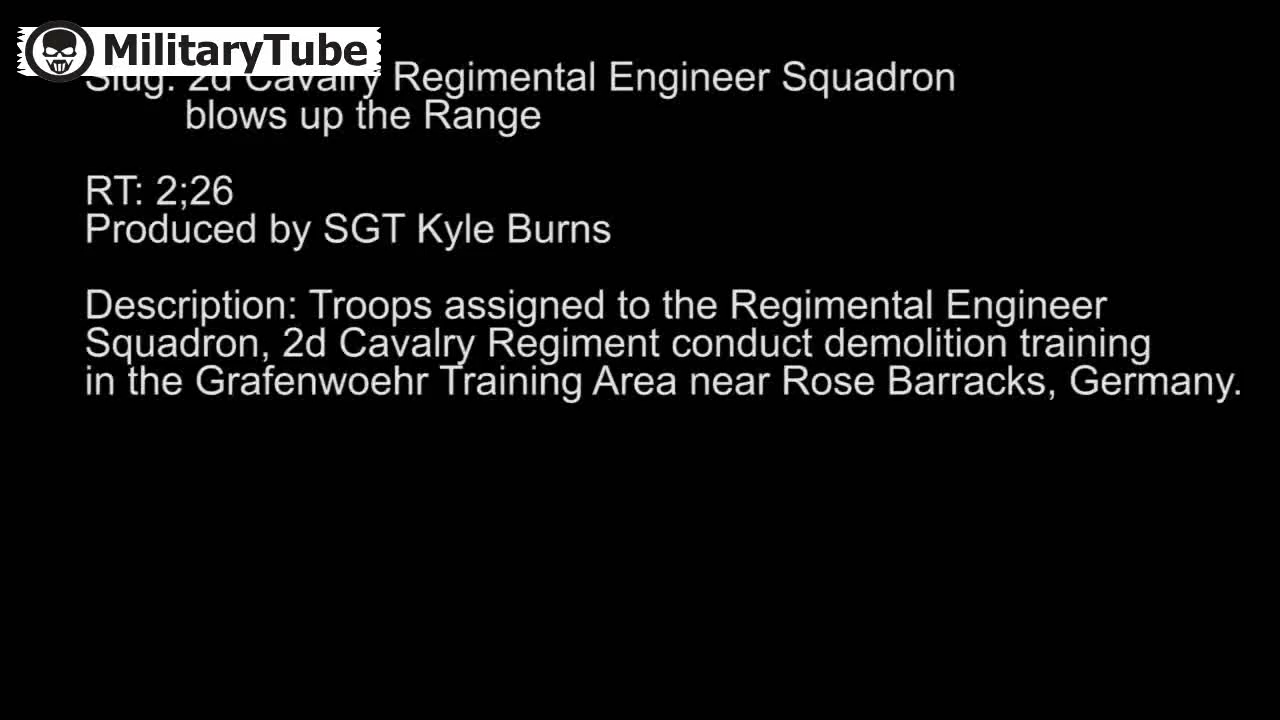 MilitaryTube
Slug: 2d Cavalry Regimental Engineer Squadron
blows up the Range
RT: 2;26
Produced by SGT Kyle Burns
Description: Troops assigned to the Regimental Engineer
Squadron, 2d Cavalry Regiment conduct demolition training
in the Grafenwoehr Training Area near Rose Barracks, Germany.